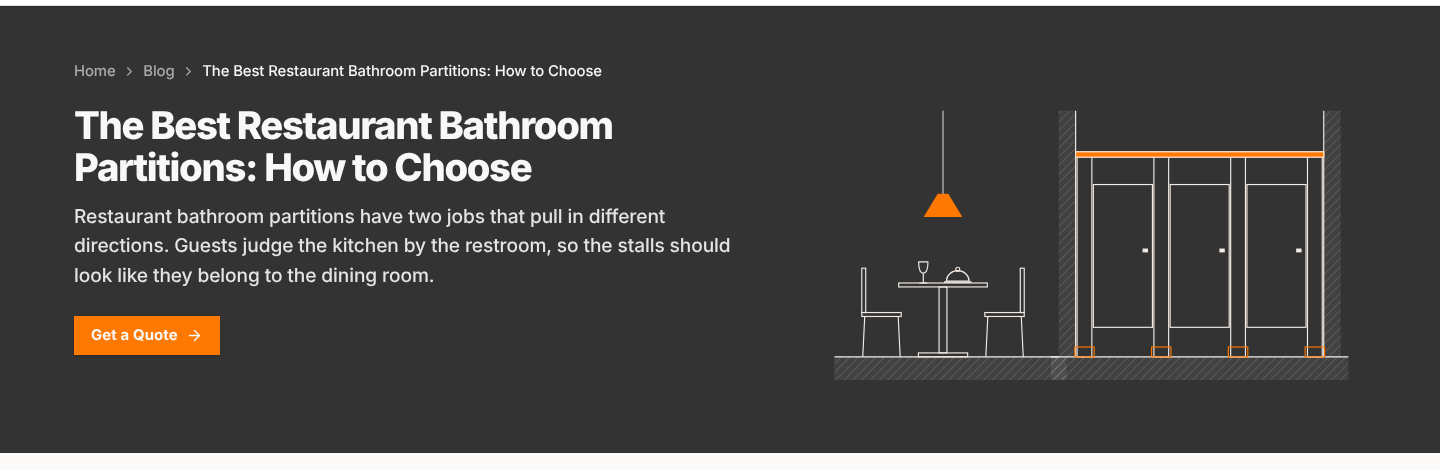 Home > Blog > The Best Restaurant Bathroom Partitions: How to Choose
The Best Restaurant Bathroom
Partitions: How to Choose
Restaurant bathroom partitions have two jobs that pull in different
directions. Guests judge the kitchen by the restroom, so the stalls should
look like they belong to the dining room.
Get a Quote →